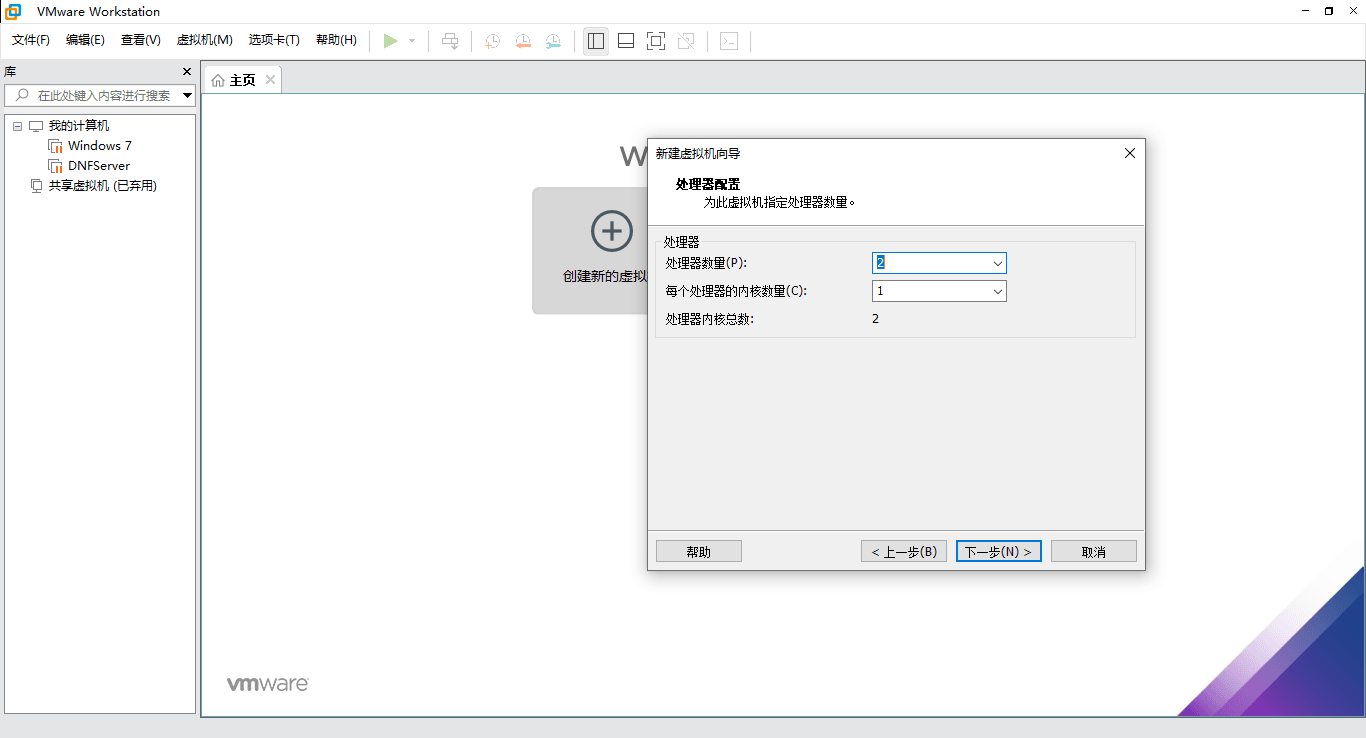 VMware Workstation
文件(F) 编辑(E) 查看(V) 虚拟机(M) 选项卡(T) 帮助(H)
库
在此处键入内容进行搜索
我的计算机
Windows 7
DNFServer
共享虚拟机 (已弃用)
主页
W
创建新的虚拟
新建虚拟机向导
处理器配置
为此虚拟机指定处理器数量。
处理器
处理器数量(P): 2
每个处理器的内核数量(C): 1
处理器内核总数: 2
帮助 < 上一步(B) 下一步(N) > 取消
vmware